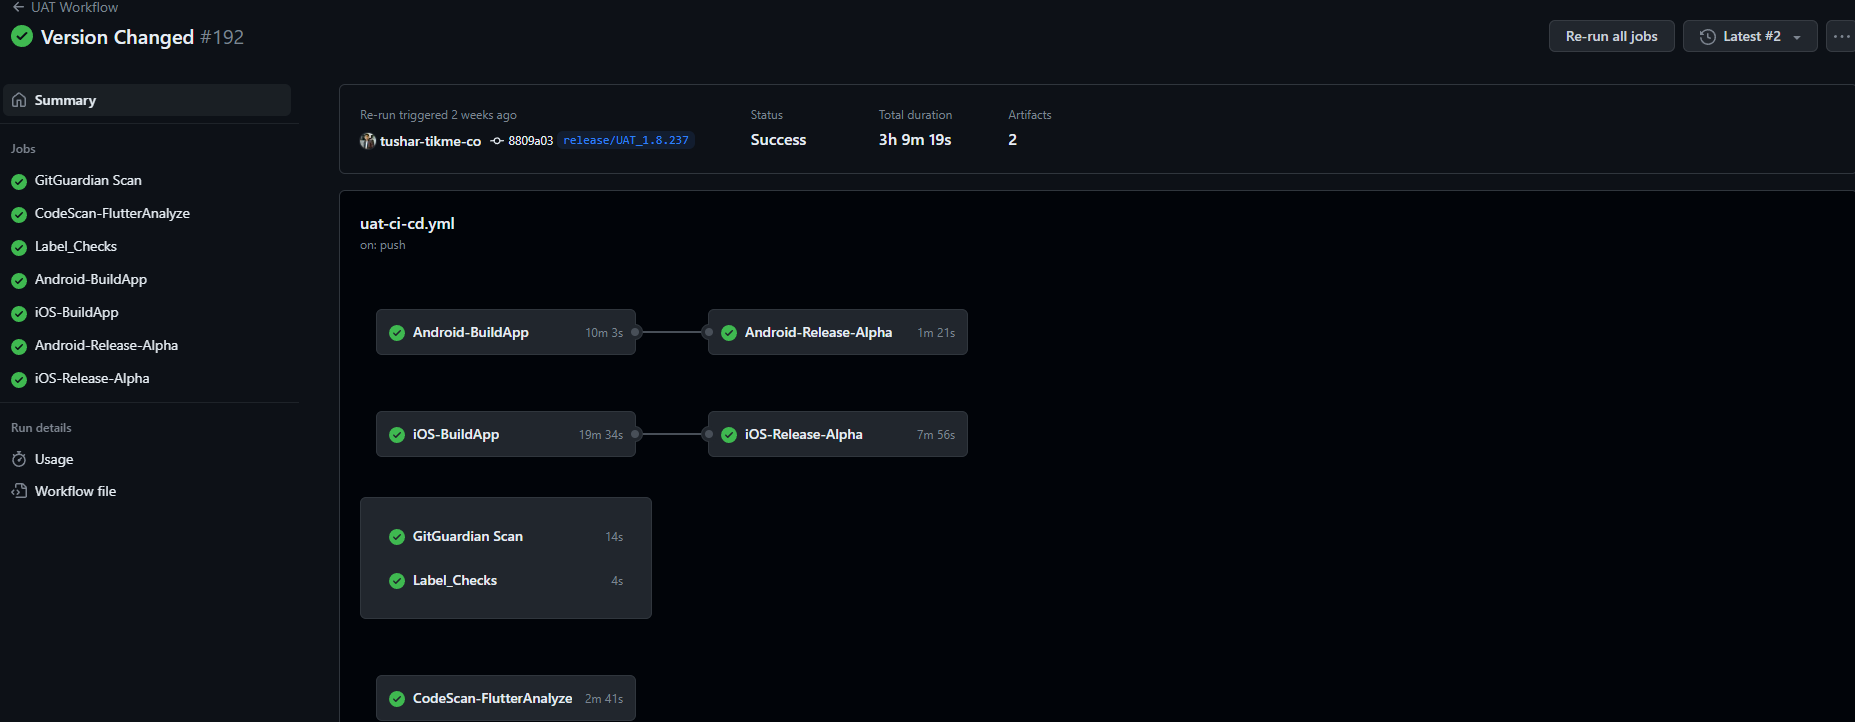 UAT Workflow
Version Changed #192
Re-run all jobs
Latest #2
Summary
Jobs
GitGuardian Scan
CodeScan-FlutterAnalyze
Label_Checks
Android-BuildApp
iOS-BuildApp
Android-Release-Alpha
iOS-Release-Alpha
Run details
Usage
Workflow file
Re-run triggered 2 weeks ago
tushar-tikme-co 8809a03 release/UAT_1.8.237
Status
Success
Total duration
3h 9m 19s
Artifacts
2
uat-ci-cd.yml
on: push
Android-BuildApp 10m 3s
Android-Release-Alpha 1m 21s
iOS-BuildApp 19m 34s
iOS-Release-Alpha 7m 56s
GitGuardian Scan 14s
Label_Checks 4s
CodeScan-FlutterAnalyze 2m 41s